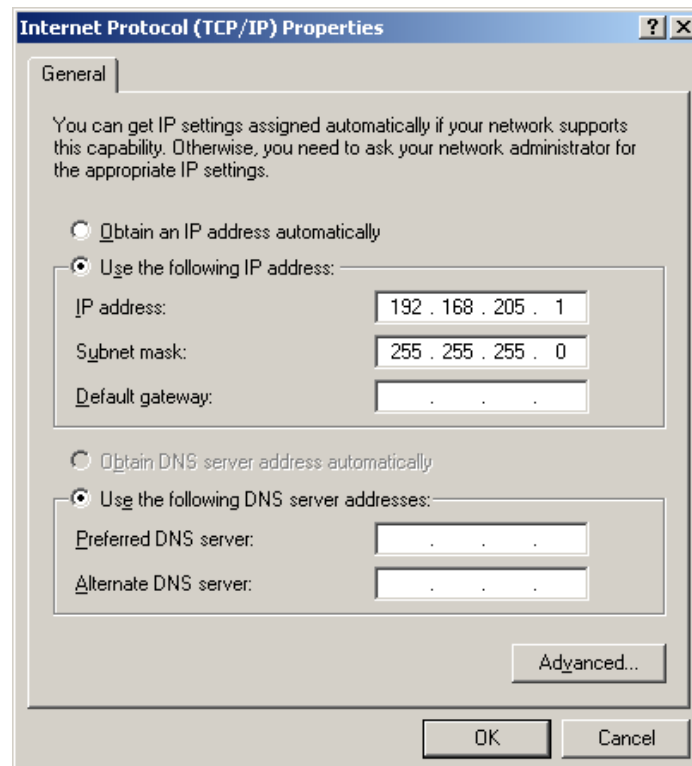 Internet Protocol (TCP/IP) Properties
General
You can get IP settings assigned automatically if your network supports
this capability. Otherwise, you need to ask your network administrator for
the appropriate IP settings.
Obtain an IP address automatically
Use the following IP address:
IP address: 192 . 168 . 205 . 1
Subnet mask: 255 . 255 . 255 . 0
Default gateway: . . .
Obtain DNS server address automatically
Use the following DNS server addresses:
Preferred DNS server: . . .
Alternate DNS server: . . .
Advanced...
OK Cancel